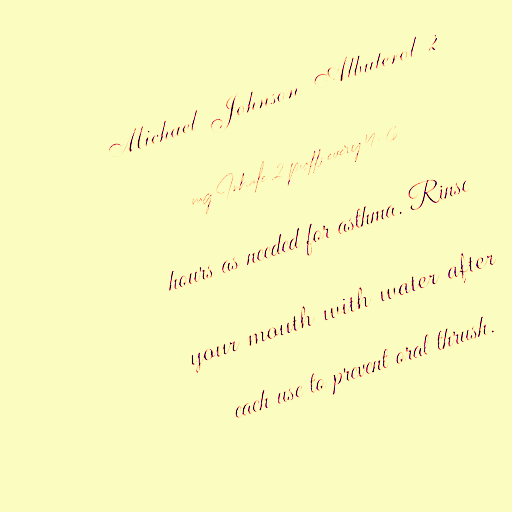 Michael Johnson Albuterol 2
mg Inhale 2 puffs every 4-6
hours as needed for asthma. Rinse
your mouth with water after
each use to prevent oral thrush.